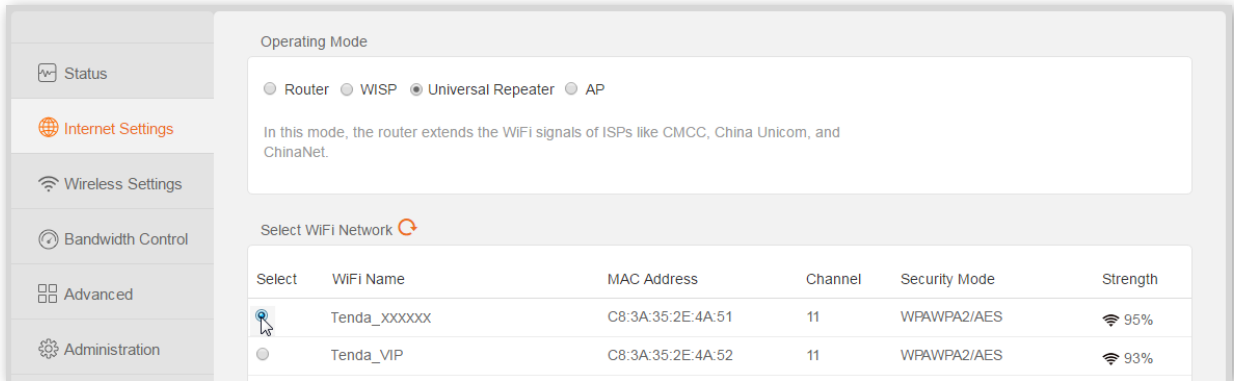 Operating Mode
Status
Router WISP Universal Repeater AP
Internet Settings
In this mode, the router extends the WiFi signals of ISPs like CMCC, China Unicom, and
ChinaNet.
Wireless Settings
Select WiFi Network
Bandwidth Control
Select WiFi Name MAC Address Channel Security Mode Strength
Advanced
Tenda_XXXXXX C8:3A:35:2E:4A:51 11 WPAWPA2/AES 95%
Administration
Tenda_VIP C8:3A:35:2E:4A:52 11 WPAWPA2/AES 93%